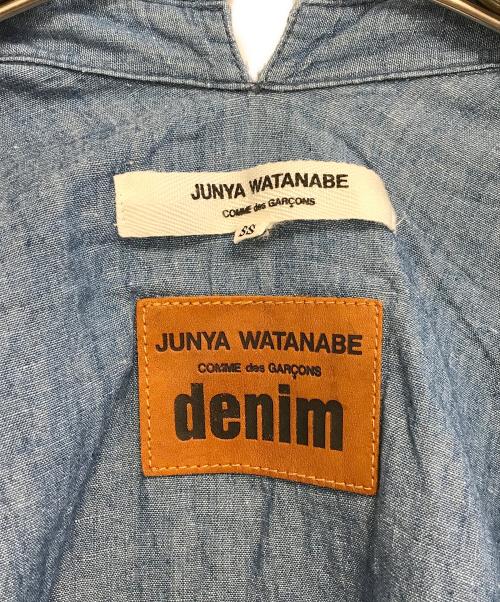 JUNYA WATANABE
COMME des GARÇONS
SS
JUNYA WATANABE
COMME des GARÇONS
denim